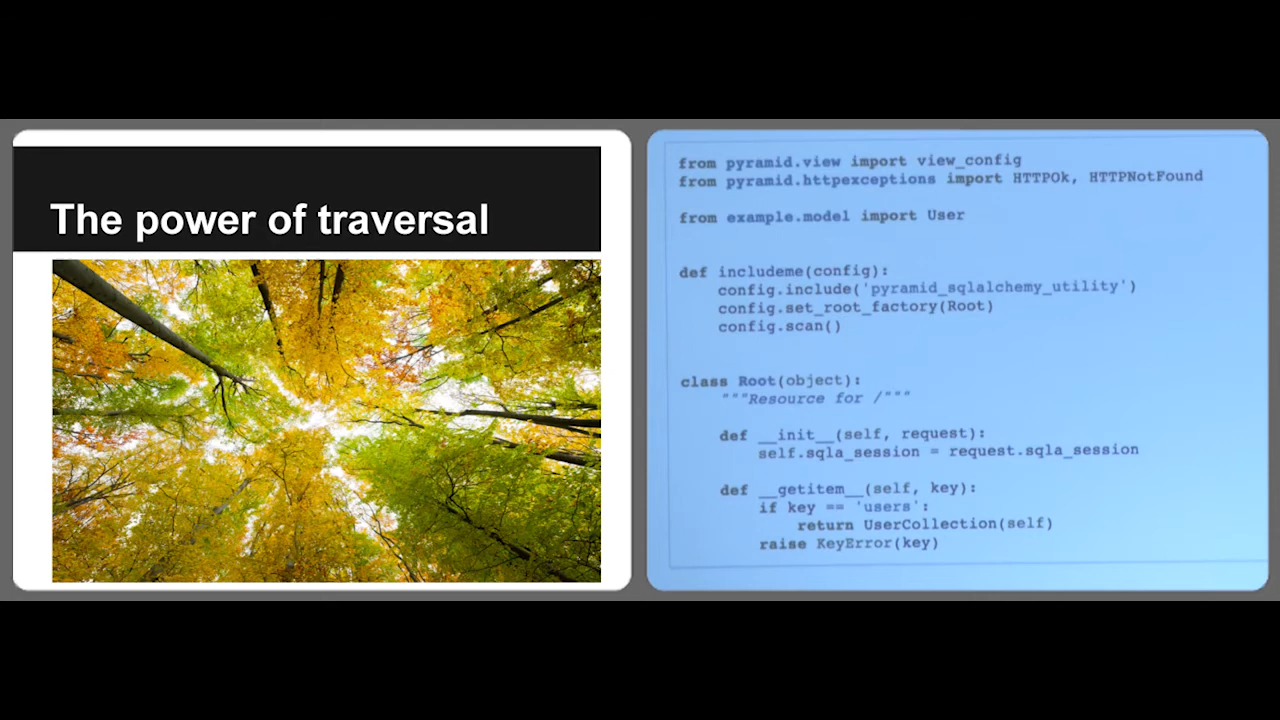 The power of traversal
from pyramid.view import view_config
from pyramid.httpexceptions import HTTPOk, HTTPNotFound
from example.model import User
def includeme(config):
config.include('pyramid_sqlalchemy_utility')
config.set_root_factory(Root)
config.scan()
class Root(object):
"""Resource for /"""
def __init__(self, request):
self.sqla_session = request.sqla_session
def __getitem__(self, key):
if key == 'users':
return UserCollection(self)
raise KeyError(key)